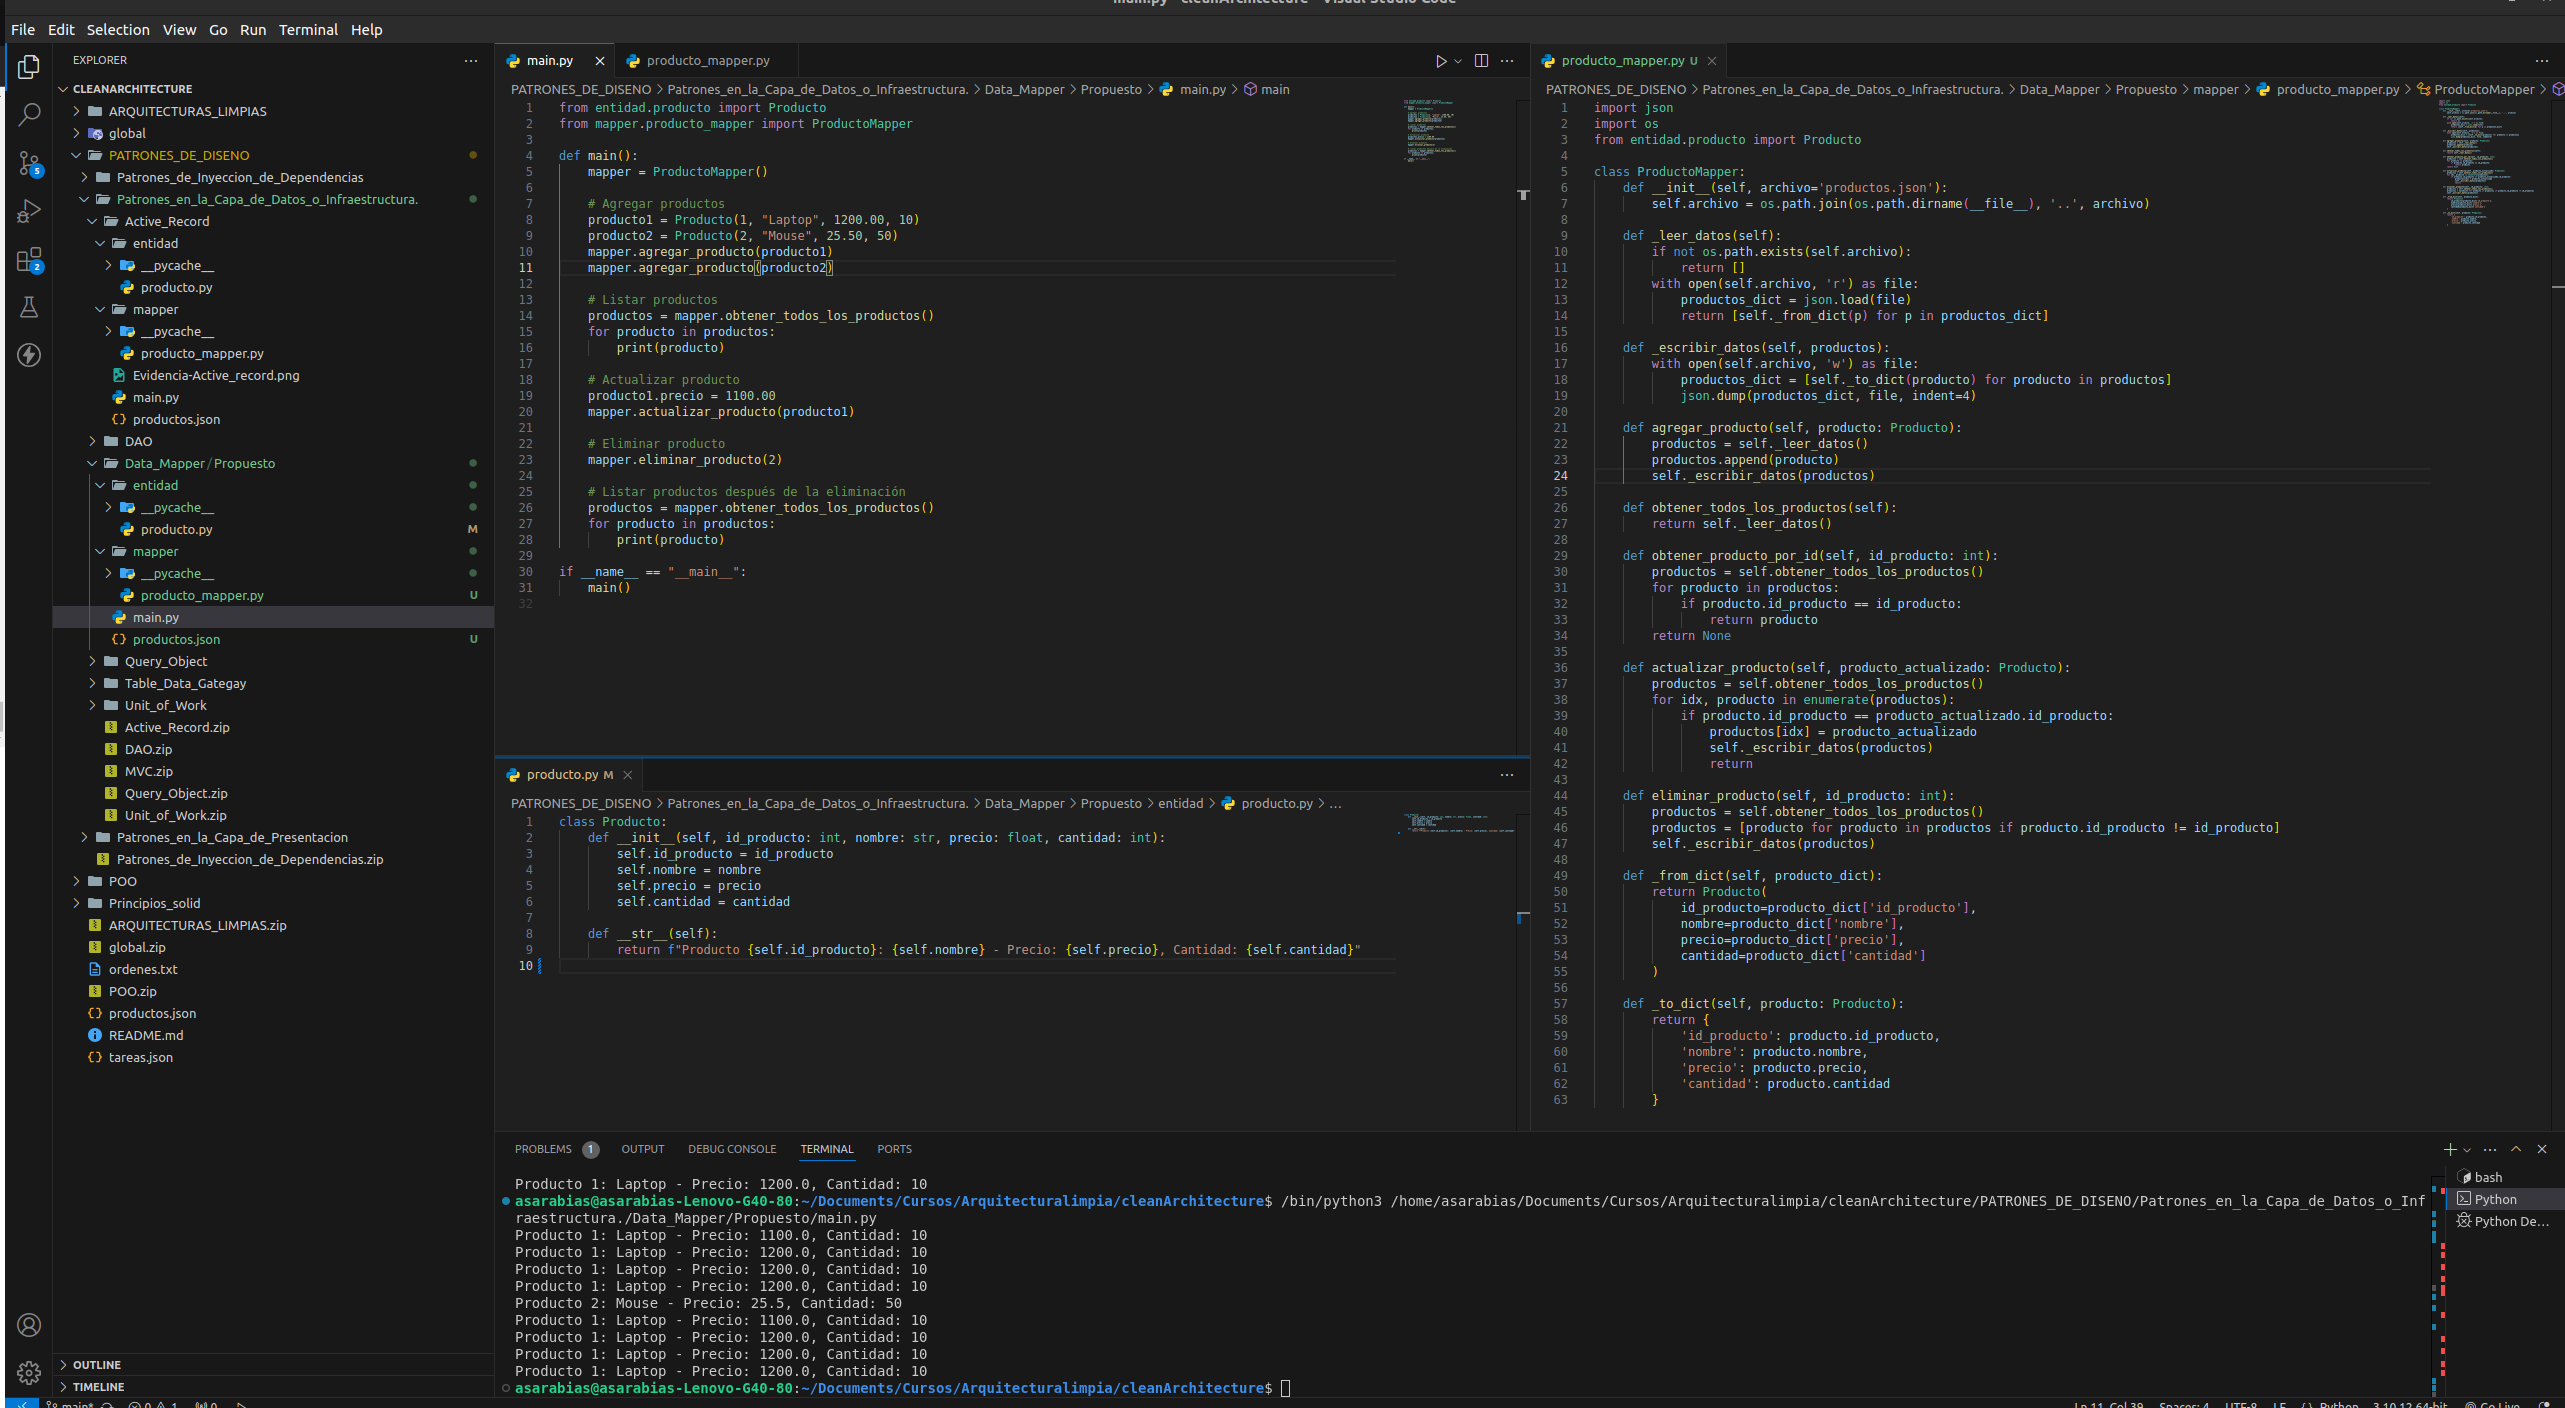 main.py - cleanArchitecture - Visual Studio Code
File Edit Selection View Go Run Terminal Help
EXPLORER
CLEANARCHITECTURE
ARQUITECTURAS_LIMPIAS
global
PATRONES_DE_DISENO
Patrones_de_Inyeccion_de_Dependencias
Patrones_en_la_Capa_de_Datos_o_Infraestructura.
Active_Record
entidad
__pycache__
producto.py
mapper
__pycache__
producto_mapper.py
Evidencia-Active_record.png
main.py
productos.json
DAO
Data_Mapper/Propuesto
entidad
__pycache__
producto.py M
mapper
__pycache__
producto_mapper.py U
main.py
productos.json U
Query_Object
Table_Data_Gategay
Unit_of_Work
Active_Record.zip
DAO.zip
MVC.zip
Query_Object.zip
Unit_of_Work.zip
Patrones_en_la_Capa_de_Presentacion
Patrones_de_Inyeccion_de_Dependencias.zip
POO
Principios_solid
ARQUITECTURAS_LIMPIAS.zip
global.zip
ordenes.txt
POO.zip
productos.json
README.md
tareas.json
OUTLINE
TIMELINE
5
2
main.py producto_mapper.py
PATRONES_DE_DISENO > Patrones_en_la_Capa_de_Datos_o_Infraestructura. > Data_Mapper > Propuesto > main.py > main
1 from entidad.producto import Producto
2 from mapper.producto_mapper import ProductoMapper
3
4 def main():
5 mapper = ProductoMapper()
6
7 # Agregar productos
8 producto1 = Producto(1, "Laptop", 1200.00, 10)
9 producto2 = Producto(2, "Mouse", 25.50, 50)
10 mapper.agregar_producto(producto1)
11 mapper.agregar_producto(producto2)
12
13 # Listar productos
14 productos = mapper.obtener_todos_los_productos()
15 for producto in productos:
16 print(producto)
17
18 # Actualizar producto
19 producto1.precio = 1100.00
20 mapper.actualizar_producto(producto1)
21
22 # Eliminar producto
23 mapper.eliminar_producto(2)
24
25 # Listar productos después de la eliminación
26 productos = mapper.obtener_todos_los_productos()
27 for producto in productos:
28 print(producto)
29
30 if __name__ == "__main__":
31 main()
32
producto.py M
PATRONES_DE_DISENO > Patrones_en_la_Capa_de_Datos_o_Infraestructura. > Data_Mapper > Propuesto > entidad > producto.py > ...
1 class Producto:
2 def __init__(self, id_producto: int, nombre: str, precio: float, cantidad: int):
3 self.id_producto = id_producto
4 self.nombre = nombre
5 self.precio = precio
6 self.cantidad = cantidad
7
8 def __str__(self):
9 return f"Producto {self.id_producto}: {self.nombre} - Precio: {self.precio}, Cantidad: {self.cantidad}"
10
producto_mapper.py U
PATRONES_DE_DISENO > Patrones_en_la_Capa_de_Datos_o_Infraestructura. > Data_Mapper > Propuesto > mapper > producto_mapper.py > ProductoMapper >
1 import json
2 import os
3 from entidad.producto import Producto
4
5 class ProductoMapper:
6 def __init__(self, archivo='productos.json'):
7 self.archivo = os.path.join(os.path.dirname(__file__), '..', archivo)
8
9 def _leer_datos(self):
10 if not os.path.exists(self.archivo):
11 return []
12 with open(self.archivo, 'r') as file:
13 productos_dict = json.load(file)
14 return [self._from_dict(p) for p in productos_dict]
15
16 def _escribir_datos(self, productos):
17 with open(self.archivo, 'w') as file:
18 productos_dict = [self._to_dict(producto) for producto in productos]
19 json.dump(productos_dict, file, indent=4)
20
21 def agregar_producto(self, producto: Producto):
22 productos = self._leer_datos()
23 productos.append(producto)
24 self._escribir_datos(productos)
25
26 def obtener_todos_los_productos(self):
27 return self._leer_datos()
28
29 def obtener_producto_por_id(self, id_producto: int):
30 productos = self.obtener_todos_los_productos()
31 for producto in productos:
32 if producto.id_producto == id_producto:
33 return producto
34 return None
35
36 def actualizar_producto(self, producto_actualizado: Producto):
37 productos = self.obtener_todos_los_productos()
38 for idx, producto in enumerate(productos):
39 if producto.id_producto == producto_actualizado.id_producto:
40 productos[idx] = producto_actualizado
41 self._escribir_datos(productos)
42 return
43
44 def eliminar_producto(self, id_producto: int):
45 productos = self.obtener_todos_los_productos()
46 productos = [producto for producto in productos if producto.id_producto != id_producto]
47 self._escribir_datos(productos)
48
49 def _from_dict(self, producto_dict):
50 return Producto(
51 id_producto=producto_dict['id_producto'],
52 nombre=producto_dict['nombre'],
53 precio=producto_dict['precio'],
54 cantidad=producto_dict['cantidad']
55 )
56
57 def _to_dict(self, producto: Producto):
58 return {
59 'id_producto': producto.id_producto,
60 'nombre': producto.nombre,
61 'precio': producto.precio,
62 'cantidad': producto.cantidad
63 }
PROBLEMS 1 OUTPUT DEBUG CONSOLE TERMINAL PORTS
Producto 1: Laptop - Precio: 1200.0, Cantidad: 10
asarabias@asarabias-Lenovo-G40-80:~/Documents/Cursos/Arquitecturalimpia/cleanArchitecture$ /bin/python3 /home/asarabias/Documents/Cursos/Arquitecturalimpia/cleanArchitecture/PATRONES_DE_DISENO/Patrones_en_la_Capa_de_Datos_o_Inf
raestructura./Data_Mapper/Propuesto/main.py
Producto 1: Laptop - Precio: 1100.0, Cantidad: 10
Producto 1: Laptop - Precio: 1200.0, Cantidad: 10
Producto 1: Laptop - Precio: 1200.0, Cantidad: 10
Producto 1: Laptop - Precio: 1200.0, Cantidad: 10
Producto 2: Mouse - Precio: 25.5, Cantidad: 50
Producto 1: Laptop - Precio: 1100.0, Cantidad: 10
Producto 1: Laptop - Precio: 1200.0, Cantidad: 10
Producto 1: Laptop - Precio: 1200.0, Cantidad: 10
Producto 1: Laptop - Precio: 1200.0, Cantidad: 10
asarabias@asarabias-Lenovo-G40-80:~/Documents/Cursos/Arquitecturalimpia/cleanArchitecture$
bash
Python
Python De...
main* 0 1 0 Ln 11, Col 39 Spaces: 4 UTF-8 LF Python 3.10.12 64-bit Go Live